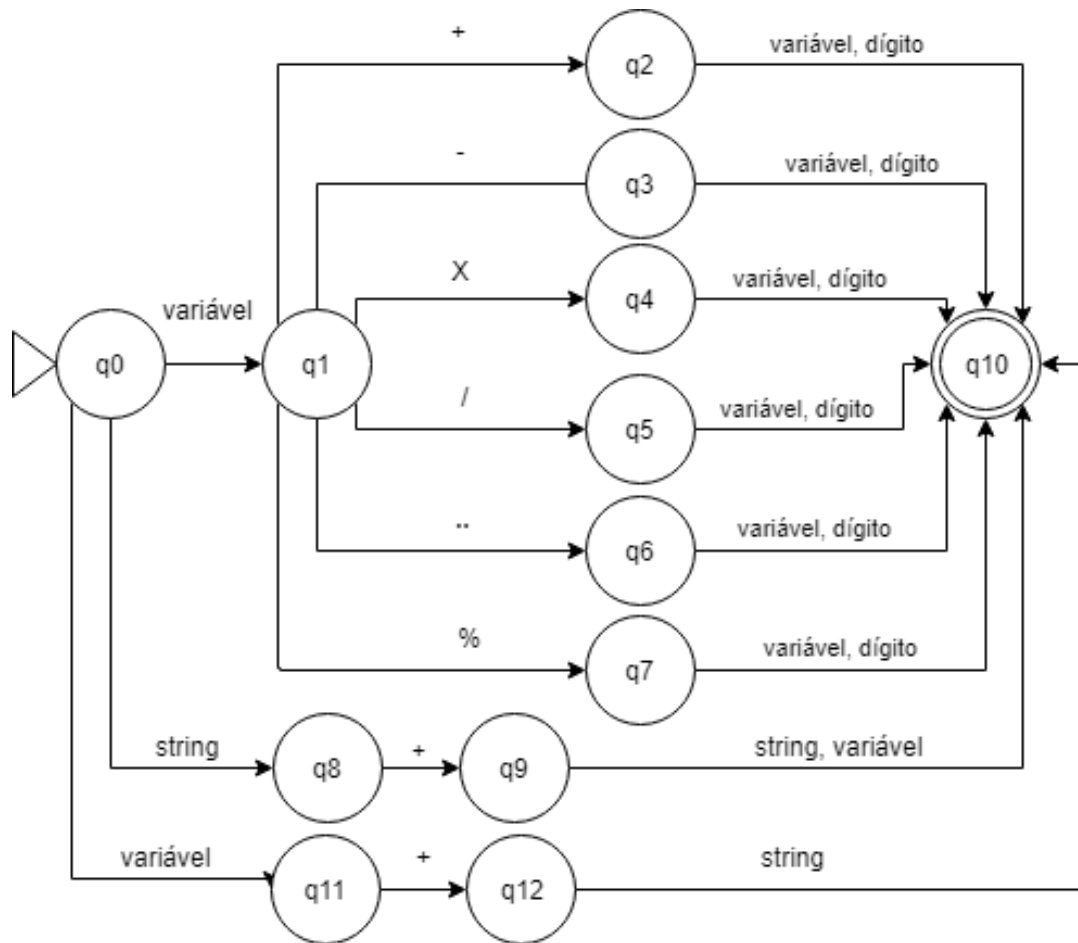 +
q2
variável, dígito
-
q3
variável, dígito
X
q4
variável, dígito
variável
q0
q1
q10
/
q5
variável, dígito
..
q6
variável, dígito
%
q7
variável, dígito
string
q8
+
q9
string, variável
variável
q11
+
q12
string